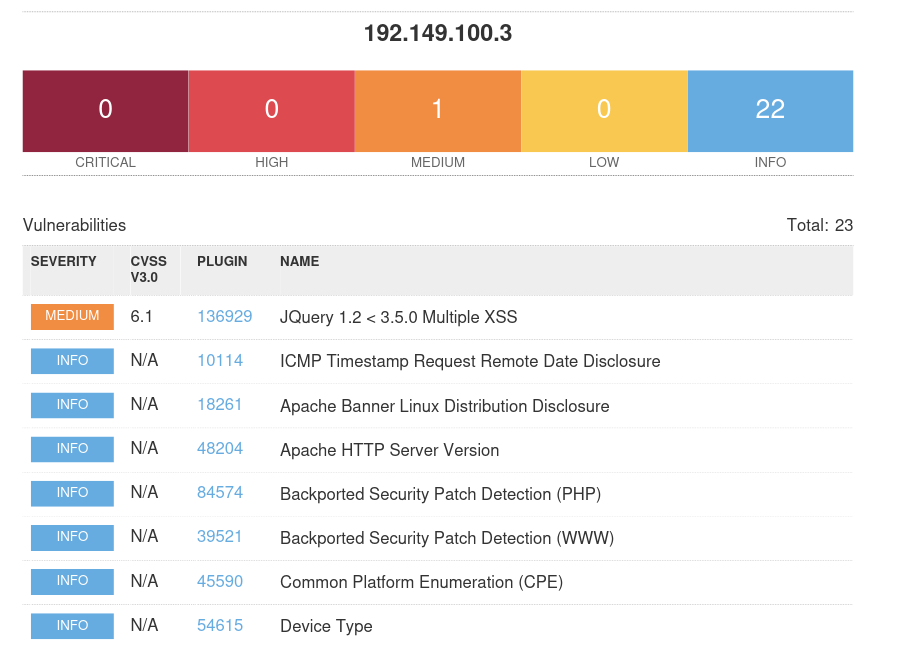 192.149.100.3
0 0 1 0 22
CRITICAL HIGH MEDIUM LOW INFO
Vulnerabilities Total: 23
SEVERITY CVSS V3.0 PLUGIN NAME
MEDIUM 6.1 136929 JQuery 1.2 < 3.5.0 Multiple XSS
INFO N/A 10114 ICMP Timestamp Request Remote Date Disclosure
INFO N/A 18261 Apache Banner Linux Distribution Disclosure
INFO N/A 48204 Apache HTTP Server Version
INFO N/A 84574 Backported Security Patch Detection (PHP)
INFO N/A 39521 Backported Security Patch Detection (WWW)
INFO N/A 45590 Common Platform Enumeration (CPE)
INFO N/A 54615 Device Type